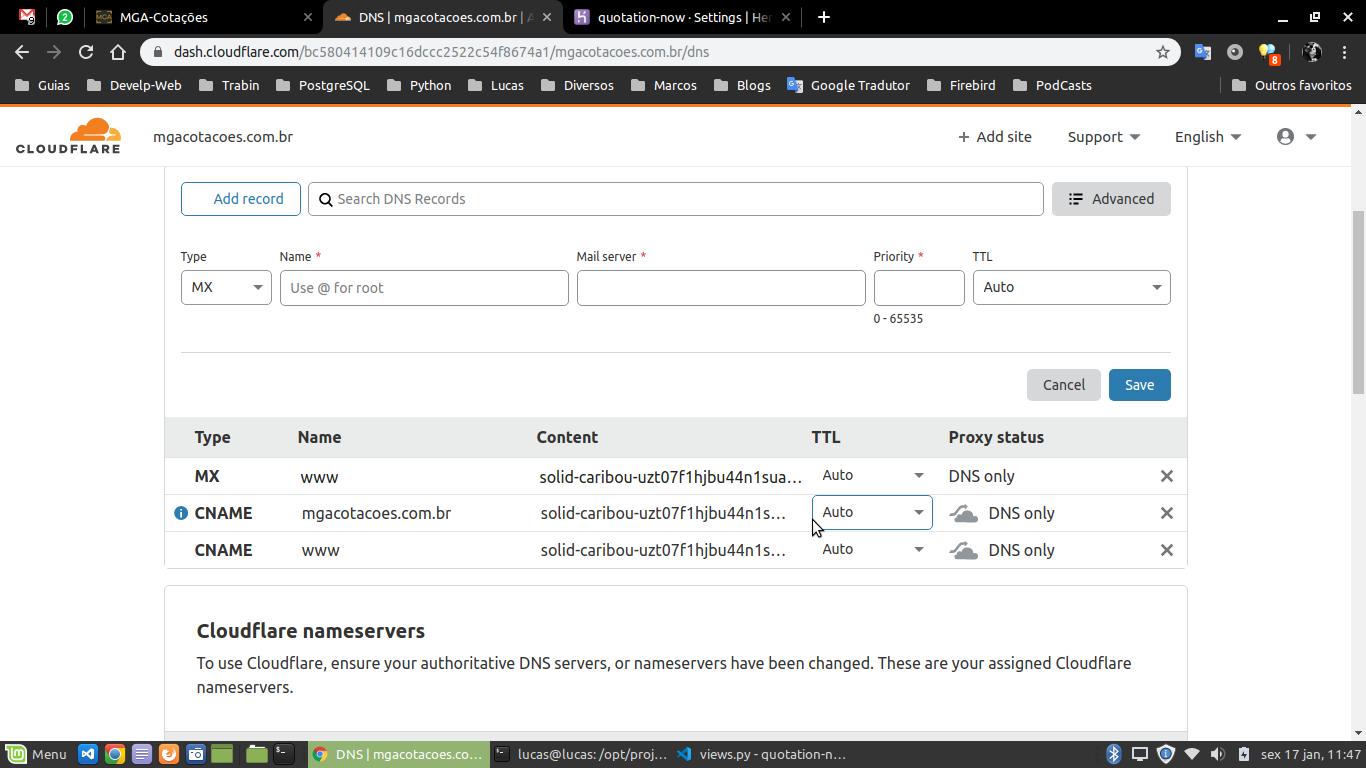 MGA-Cotações
DNS | mgacotacoes.com.br | A
quotation-now · Settings | Her
dash.cloudflare.com/bc580414109c16dccc2522c54f8674a1/mgacotacoes.com.br/dns
8
Guias Develp-Web Trabin PostgreSQL Python Lucas Diversos Marcos Blogs Google Tradutor Firebird PodCasts Outros favoritos
CLOUDFLARE
mgacotacoes.com.br
Add site
Support
English
Add record
Search DNS Records
Advanced
Type Name * Mail server * Priority * TTL
MX Use @ for root Auto
0 - 65535
Cancel Save
Type Name Content TTL Proxy status
MX www solid-caribou-uzt07f1hjbu44n1sua... Auto DNS only
CNAME mgacotacoes.com.br solid-caribou-uzt07f1hjbu44n1s... Auto DNS only
CNAME www solid-caribou-uzt07f1hjbu44n1s... Auto DNS only
Cloudflare nameservers
To use Cloudflare, ensure your authoritative DNS servers, or nameservers have been changed. These are your assigned Cloudflare
nameservers.
Menu DNS | mgacotacoes.co... lucas@lucas: /opt/proj... views.py - quotation-n... sex 17 jan, 11:47